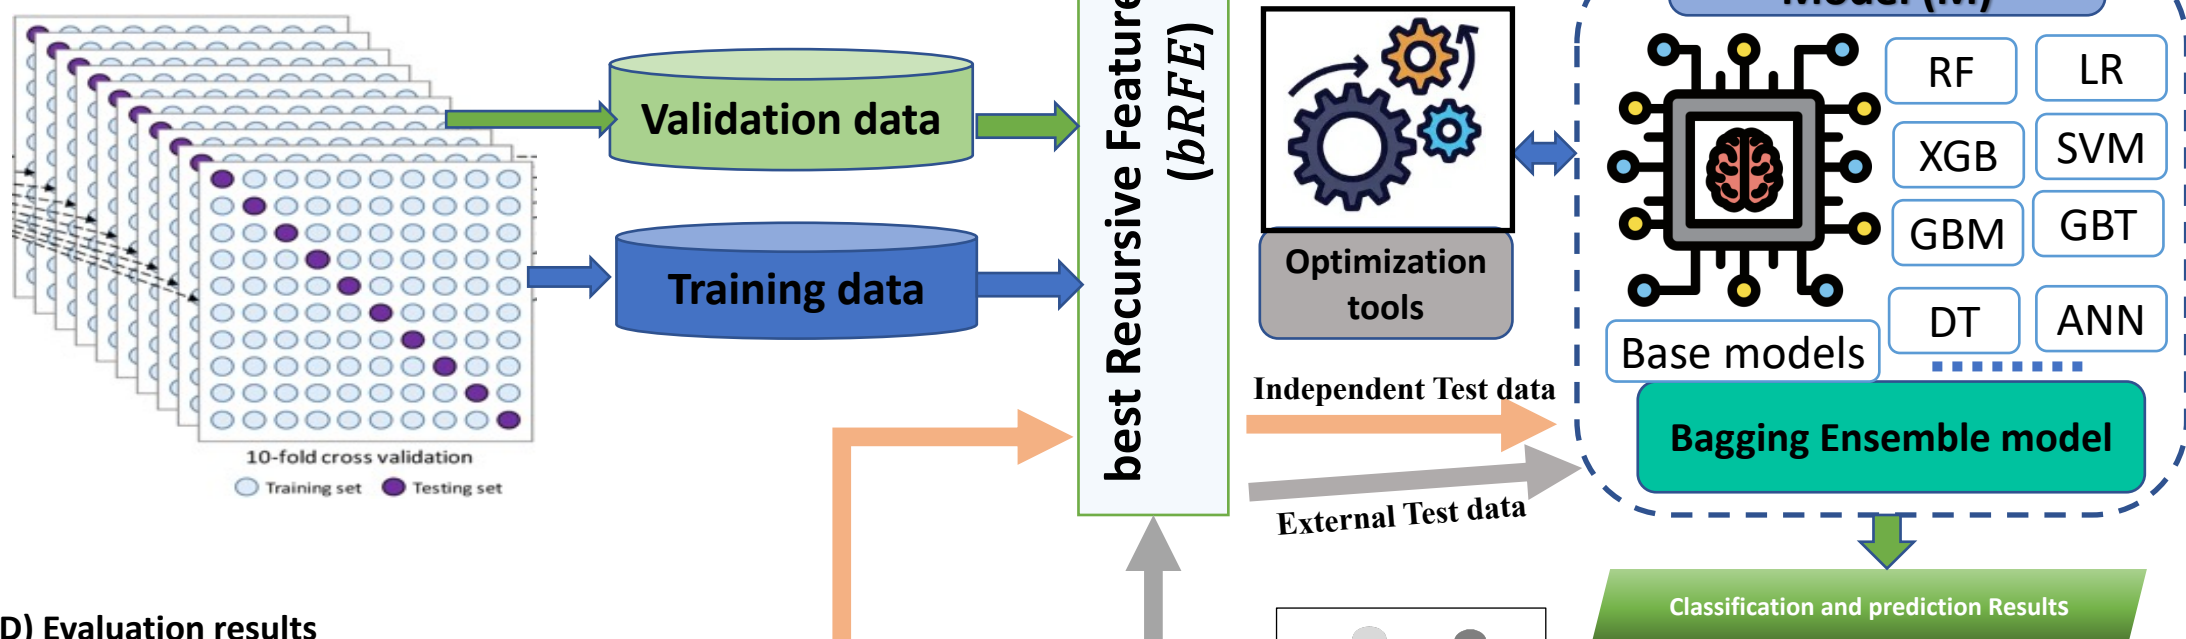 Model (M)
Validation data
Training data
10-fold cross validation
Training set
Testing set
best Recursive Feature
(bRFE)
Optimization
tools
RF
LR
XGB
SVM
GBM
GBT
DT
ANN
Base models
Bagging Ensemble model
Independent Test data
External Test data
Classification and prediction Results
D) Evaluation results